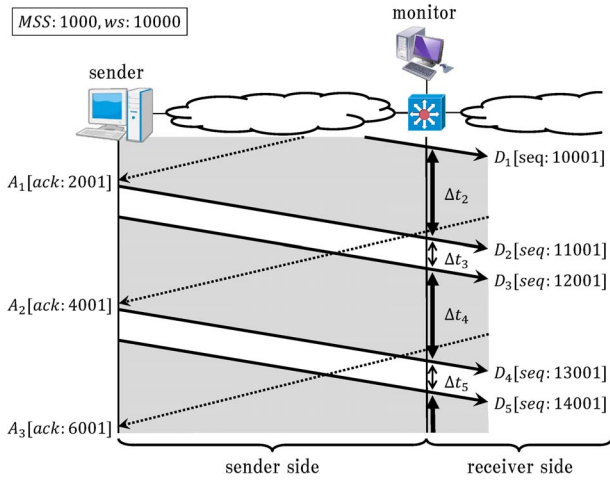 MSS: 1000, ws: 10000
monitor
sender
D₁[seq: 10001]
A₁[ack: 2001]
Δt₂
D₂[seq: 11001]
Δt₃
D₃[seq: 12001]
A₂[ack: 4001]
Δt₄
D₄[seq: 13001]
Δt₅
D₅[seq: 14001]
A₃[ack: 6001]
sender side
receiver side